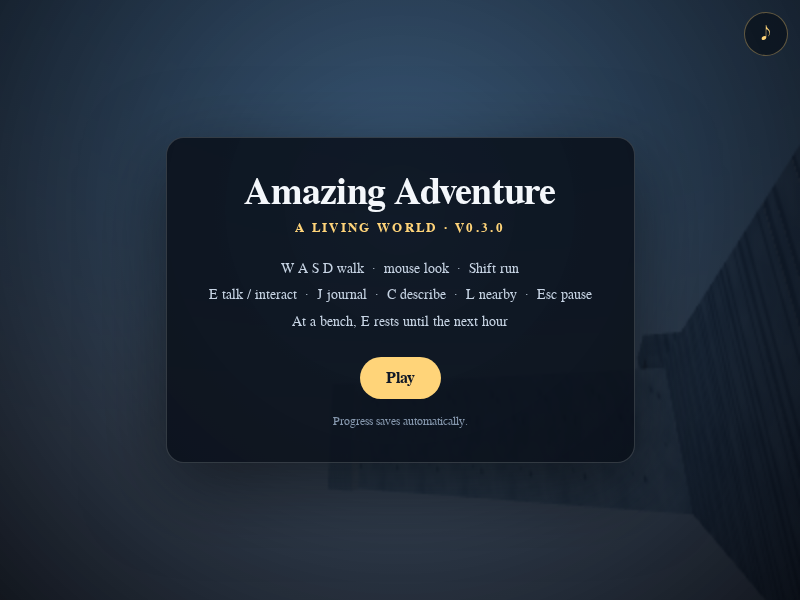 ♪
Amazing Adventure
A LIVING WORLD · V0.3.0
W A S D walk · mouse look · Shift run
E talk / interact · J journal · C describe · L nearby · Esc pause
At a bench, E rests until the next hour
Play
Progress saves automatically.